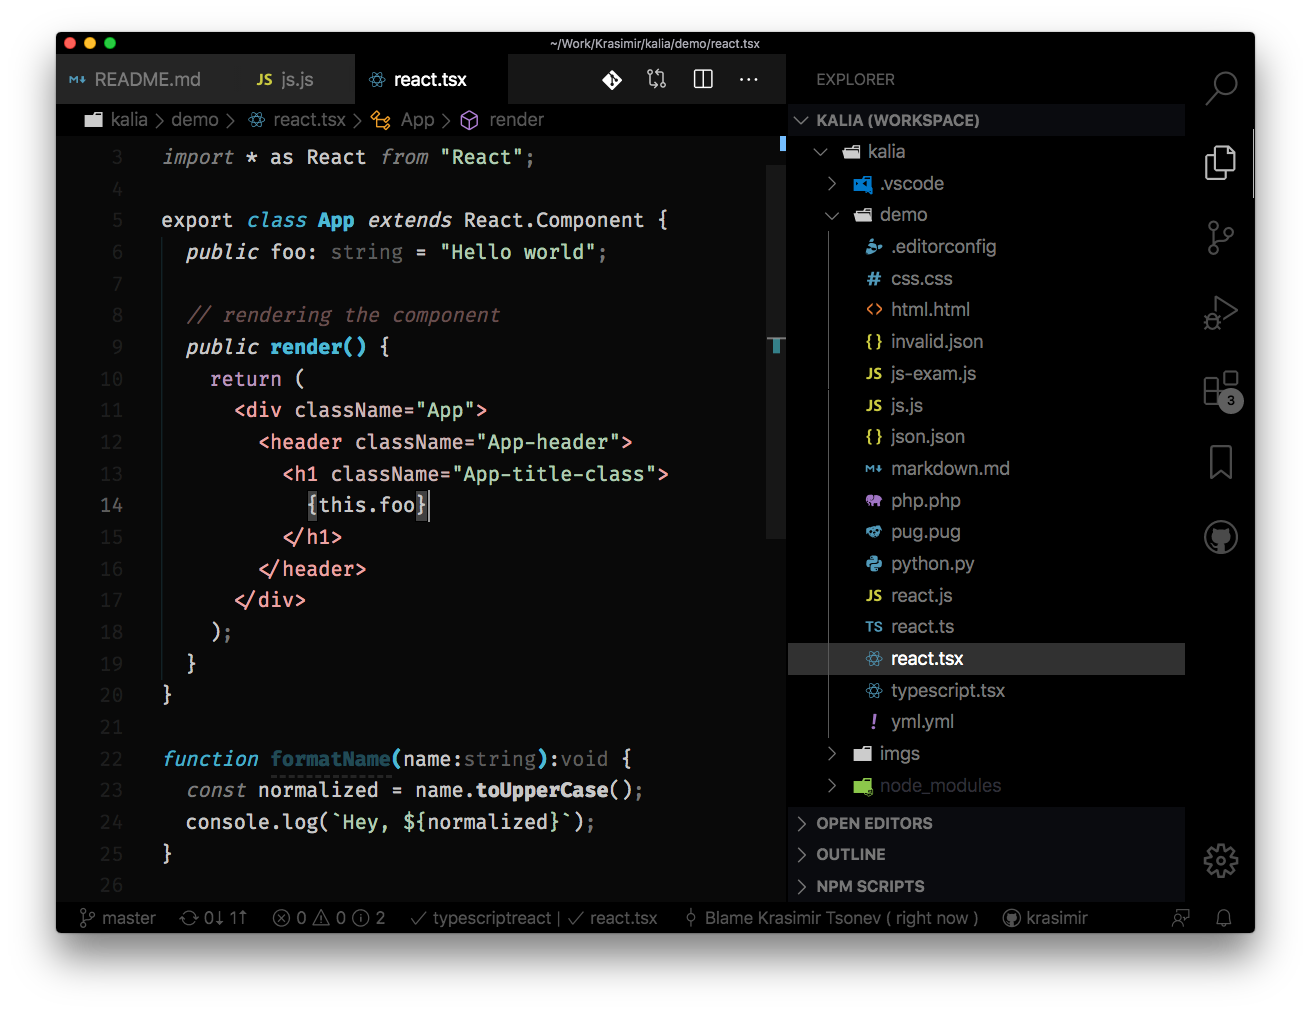 ~/Work/Krasimir/kalia/demo/react.tsx
M↓ README.md JS js.js react.tsx ···
kalia > demo > react.tsx > App > render
3 import * as React from "React";
4
5 export class App extends React.Component {
6 public foo: string = "Hello world";
7
8 // rendering the component
9 public render() {
10 return (
11 <div className="App">
12 <header className="App-header">
13 <h1 className="App-title-class">
14 {this.foo}
15 </h1>
16 </header>
17 </div>
18 );
19 }
20 }
21
22 function formatName(name:string):void {
23 const normalized = name.toUpperCase();
24 console.log(`Hey, ${normalized}`);
25 }
26
EXPLORER
KALIA (WORKSPACE)
kalia
.vscode
demo
.editorconfig
# css.css
<> html.html
{} invalid.json
JS js-exam.js
JS js.js
{} json.json
M↓ markdown.md
php.php
pug.pug
python.py
JS react.js
TS react.ts
react.tsx
typescript.tsx
! yml.yml
imgs
node_modules
OPEN EDITORS
OUTLINE
NPM SCRIPTS
3
master 0↓ 1↑ 0 0 2 ✓ typescriptreact | ✓ react.tsx Blame Krasimir Tsonev ( right now ) krasimir